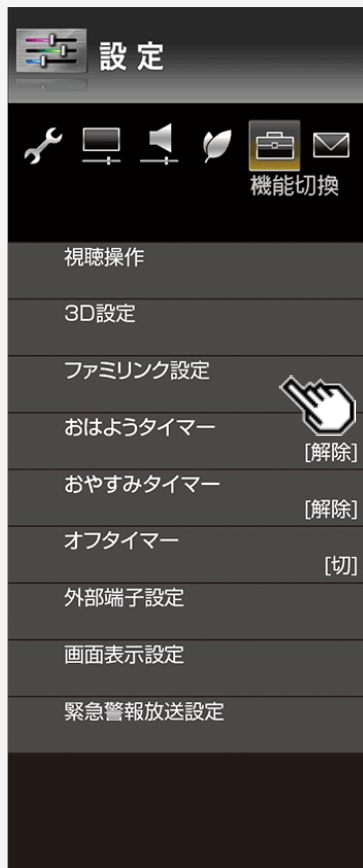 設定
機能切換
視聴操作
3D設定
ファミリンク設定
おはようタイマー
[解除]
おやすみタイマー
[解除]
オフタイマー
[切]
外部端子設定
画面表示設定
緊急警報放送設定